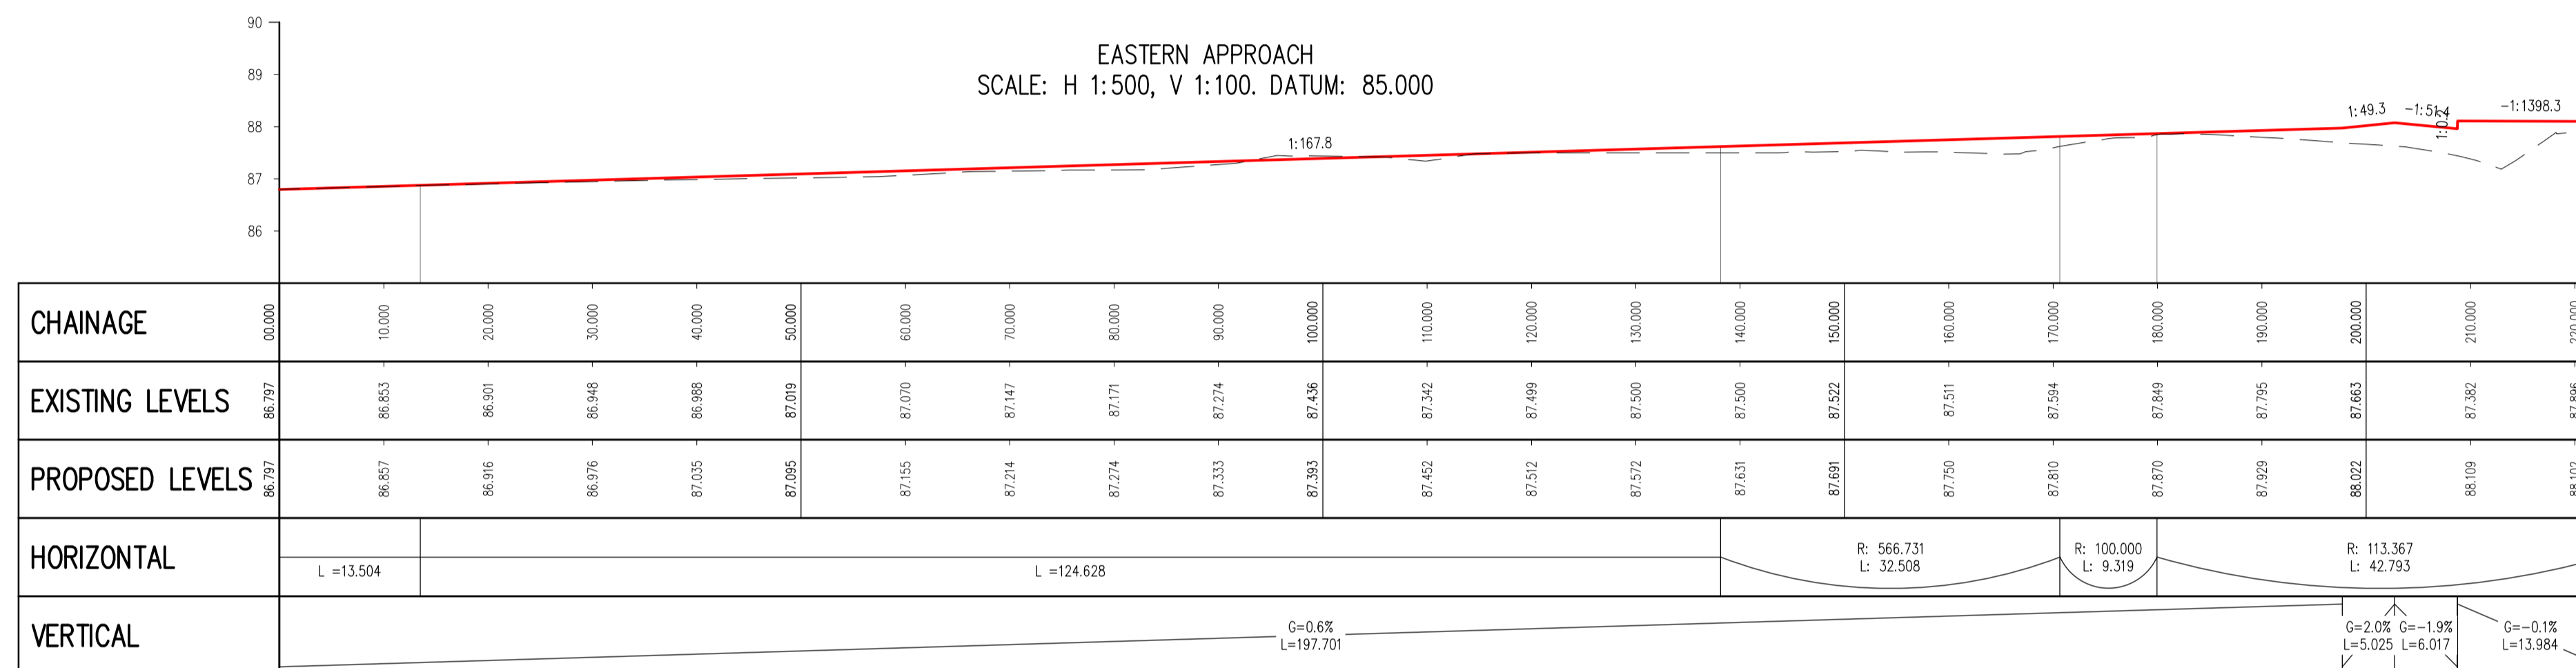 90
EASTERN APPROACH
89
SCALE: H 1:500, V 1:100. DATUM: 85.000
88
1:167.8
1:49.3
-1:51.4
-1:1398.3
87
86
CHAINAGE 00.000 10.000 20.000 30.000 40.000 50.000 60.000 70.000 80.000 90.000 100.000 110.000 120.000 130.000 140.000 150.000 160.000 170.000 180.000 190.000 200.000 210.000 220.000
EXISTING LEVELS 86.797 86.853 86.901 86.948 86.988 87.019 87.070 87.147 87.171 87.274 87.436 87.342 87.499 87.500 87.500 87.522 87.511 87.594 87.849 87.795 87.663 87.382 87.896
PROPOSED LEVELS 86.797 86.857 86.916 86.976 87.035 87.095 87.155 87.214 87.274 87.333 87.393 87.452 87.512 87.572 87.631 87.691 87.750 87.810 87.870 87.929 88.022 88.109 88.102
HORIZONTAL
L =13.504
L =124.628
R: 566.731
L: 32.508
R: 100.000
L: 9.319
R: 113.367
L: 42.793
VERTICAL
G=0.6%
L=197.701
G=2.0%
L=5.025
G=-1.9%
L=6.017
G=-0.1%
L=13.984